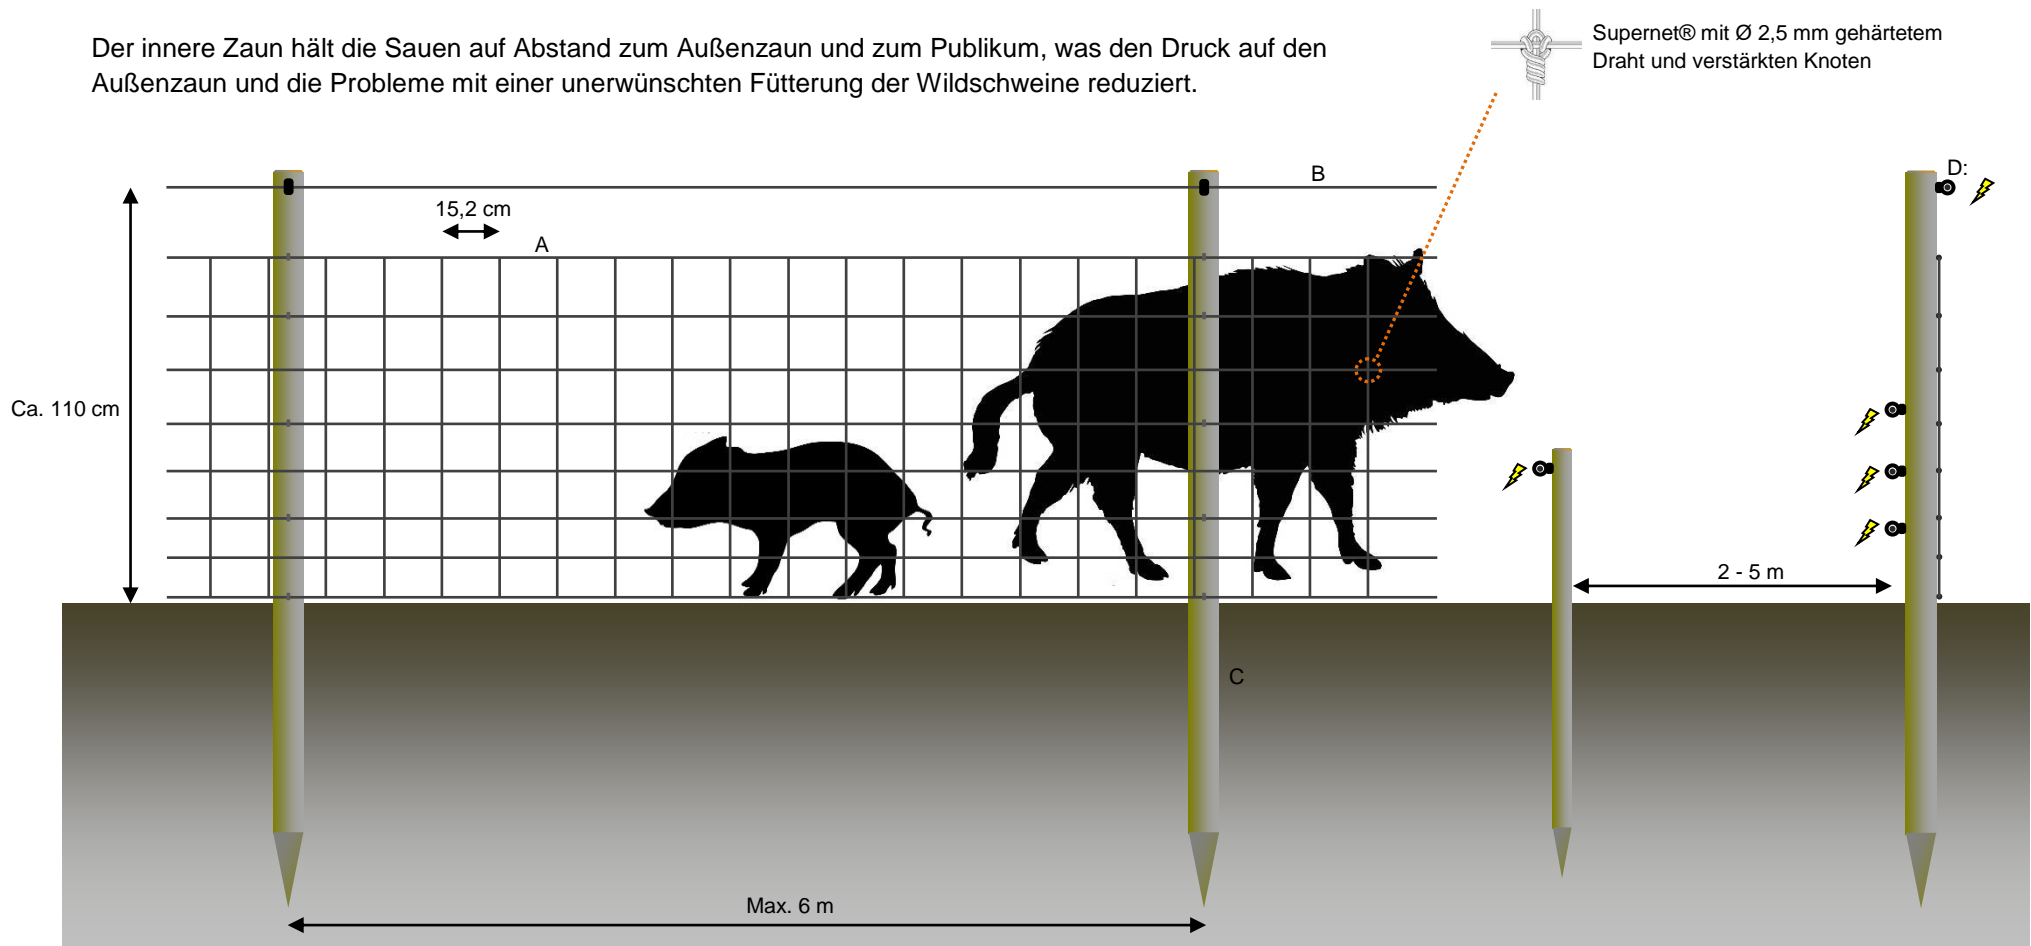 Der innere Zaun hält die Sauen auf Abstand zum Außenzaun und zum Publikum, was den Druck auf den
Außenzaun und die Probleme mit einer unerwünschten Fütterung der Wildschweine reduziert.
Supernet® mit Ø 2,5 mm gehärtetem
Draht und verstärkten Knoten
B
D:
15,2 cm
A
Ca. 110 cm
2 - 5 m
C
Max. 6 m